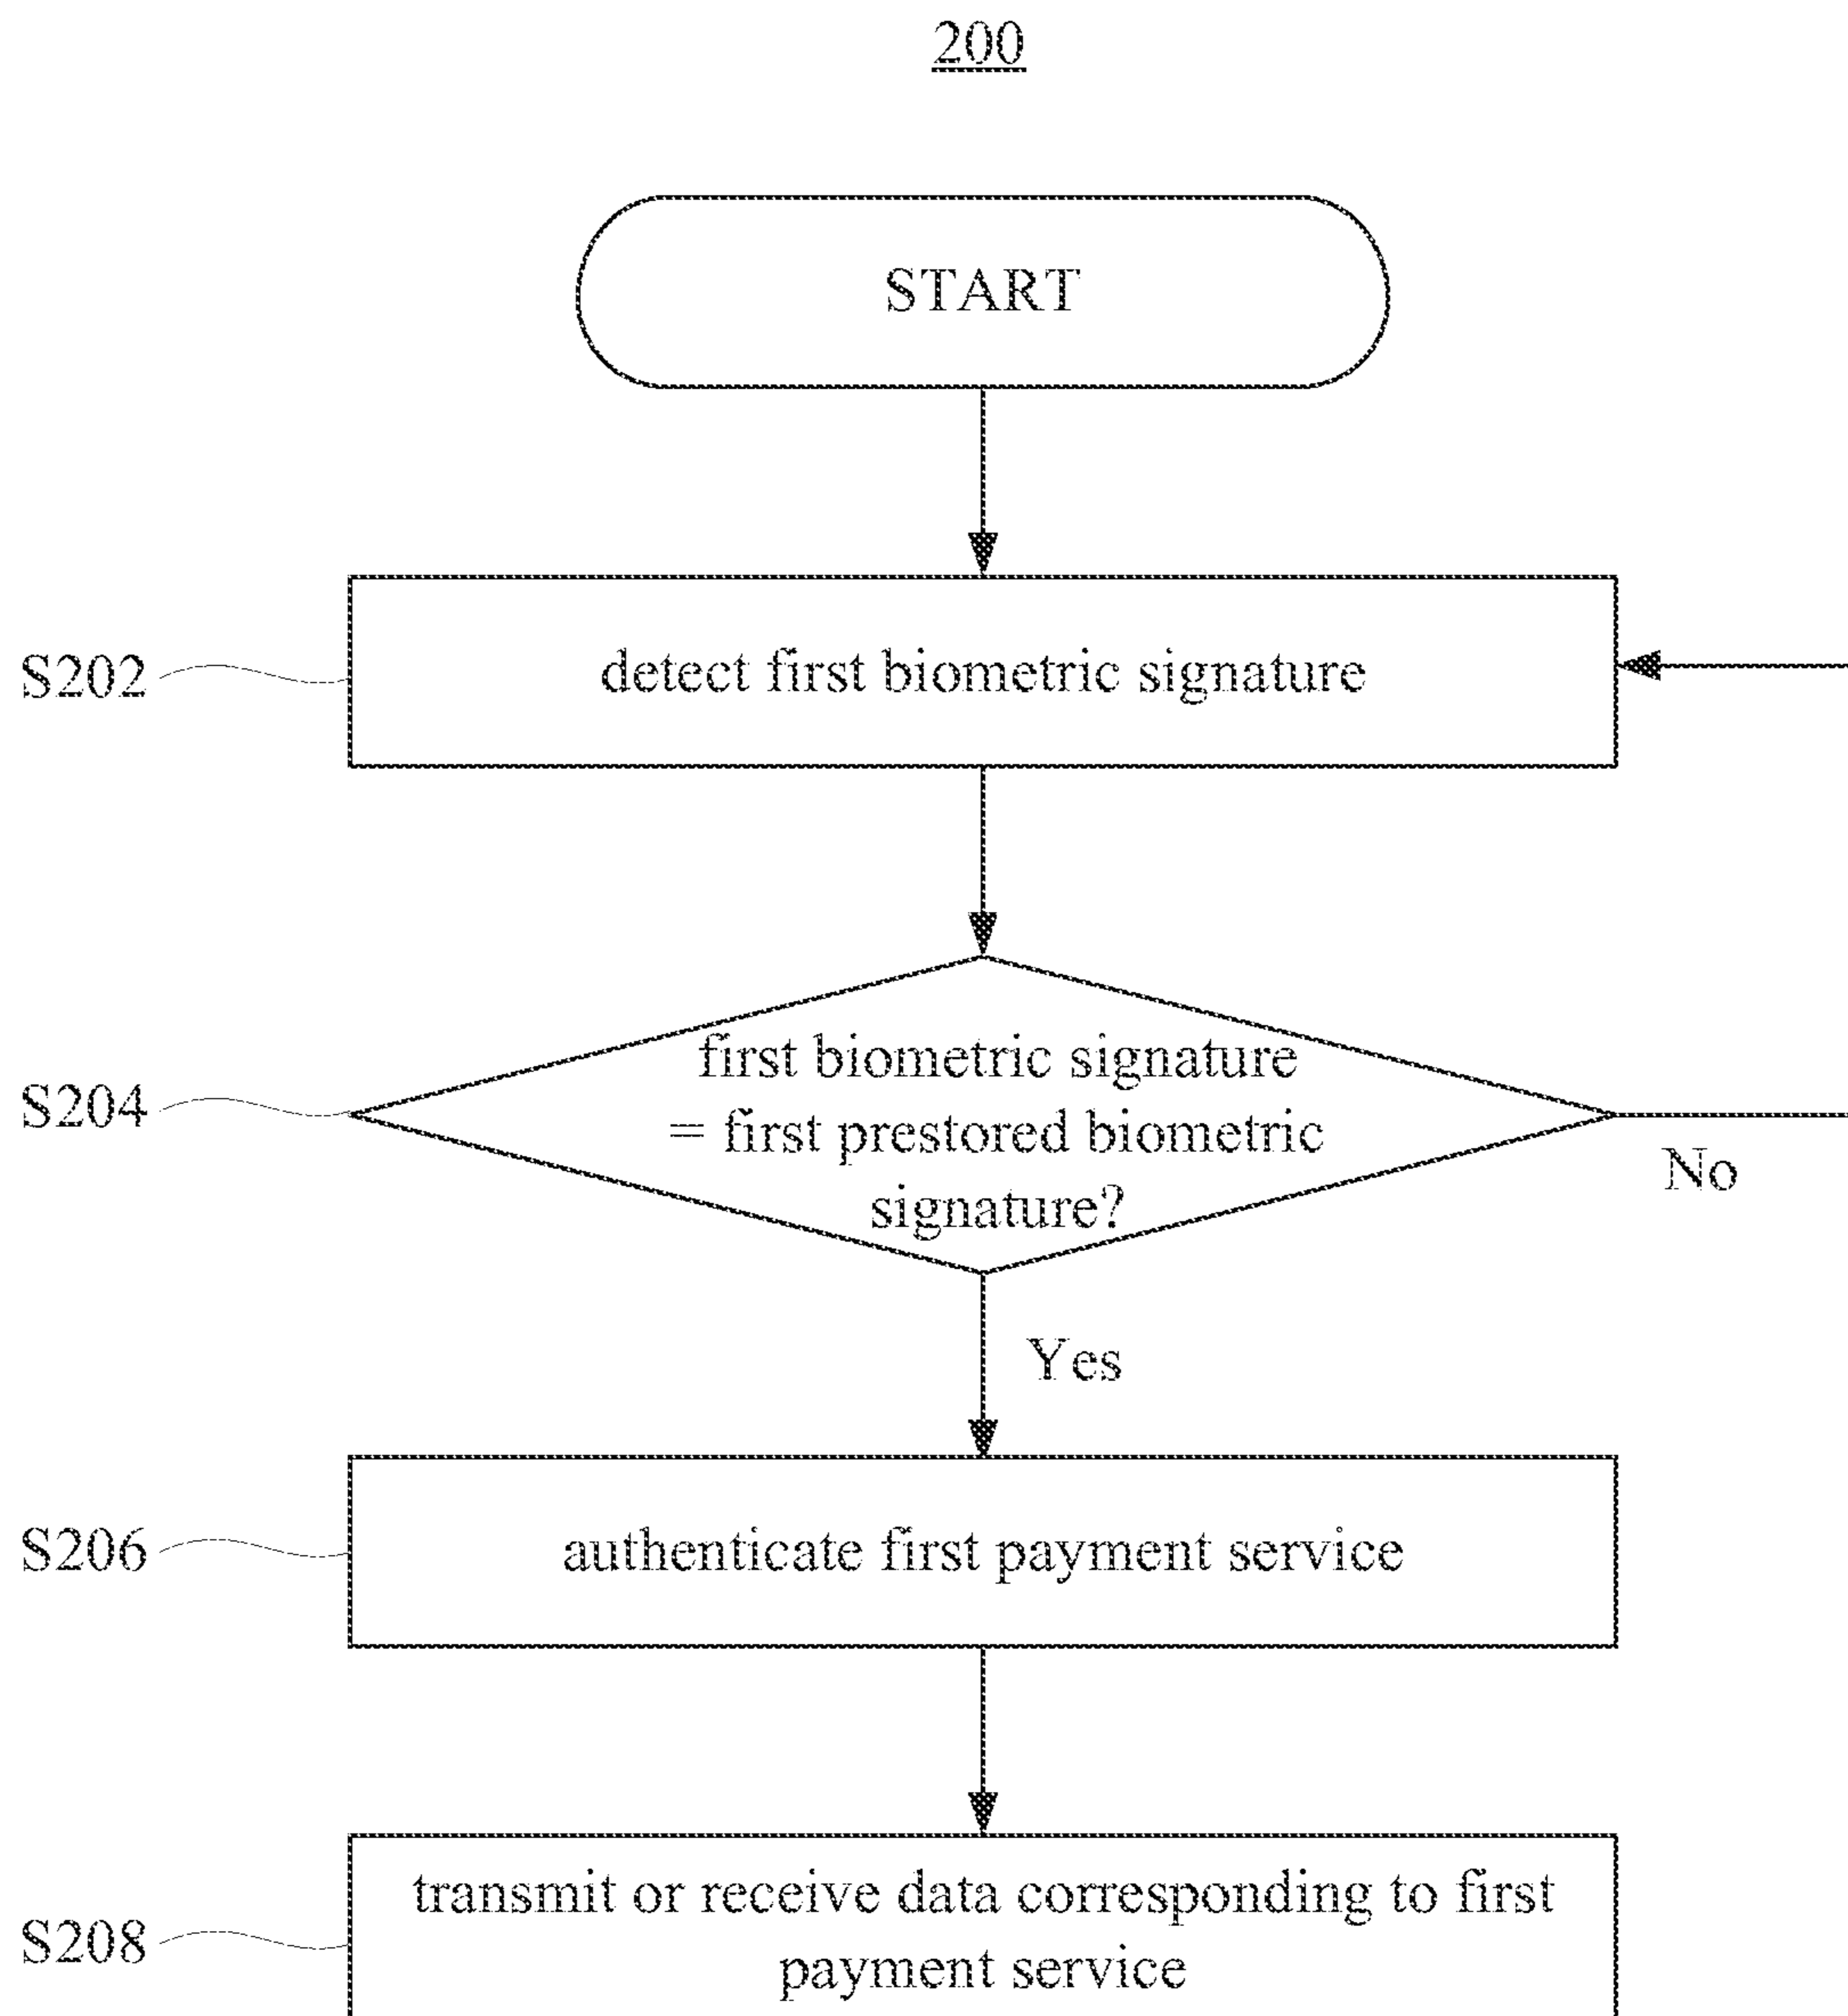 200
START
S202
detect first biometric signature
S204
first biometric signature
= first prestored biometric
signature?
No
Yes
S206
authenticate first payment service
S208
transmit or receive data corresponding to first
payment service